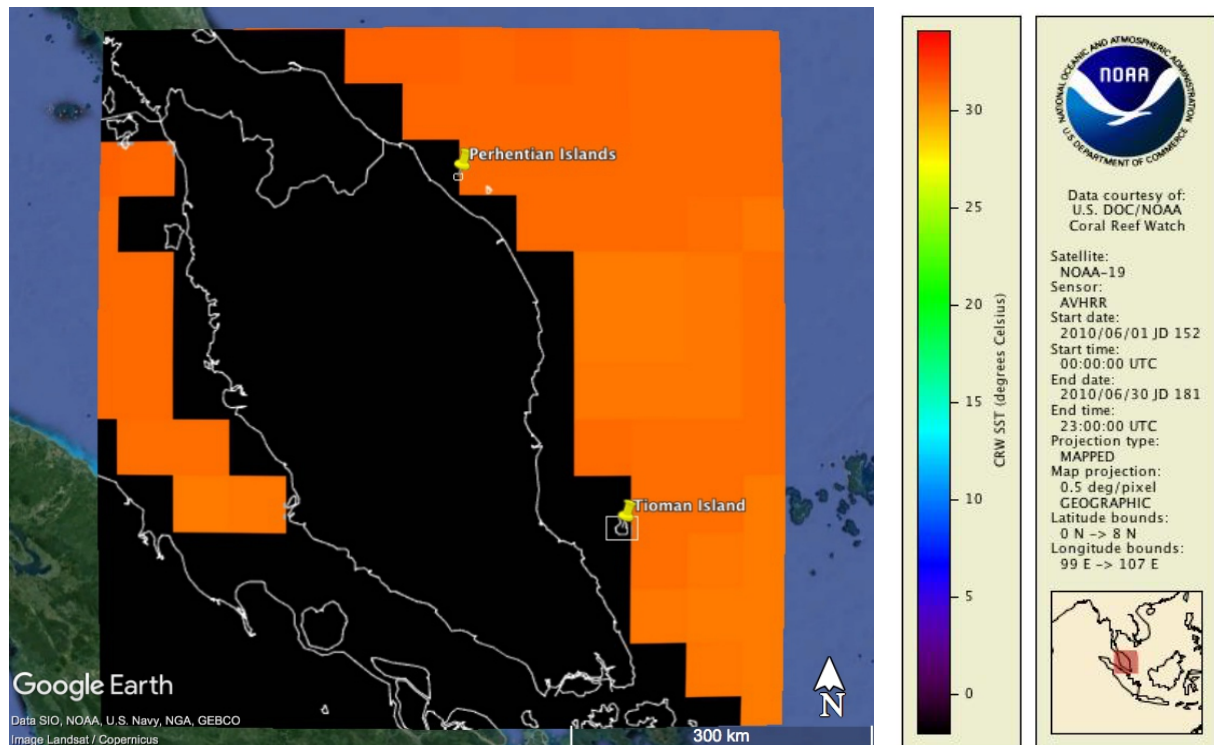 Perhentian Islands
Tioman Island
Google Earth
Data SIO, NOAA, U.S. Navy, NGA, GEBCO
Image Landsat / Copernicus
N
300 km
30
25
20
15
10
5
0
CRW SST (degrees Celsius)
NATIONAL OCEANIC AND ATMOSPHERIC ADMINISTRATION
NOAA
U.S. DEPARTMENT OF COMMERCE
Data courtesy of:
U.S. DOC/NOAA
Coral Reef Watch
Satellite:
NOAA-19
Sensor:
AVHRR
Start date:
2010/06/01 JD 152
Start time:
00:00:00 UTC
End date:
2010/06/30 JD 181
End time:
23:00:00 UTC
Projection type:
MAPPED
Map projection:
0.5 deg/pixel
GEOGRAPHIC
Latitude bounds:
0 N -> 8 N
Longitude bounds:
99 E -> 107 E